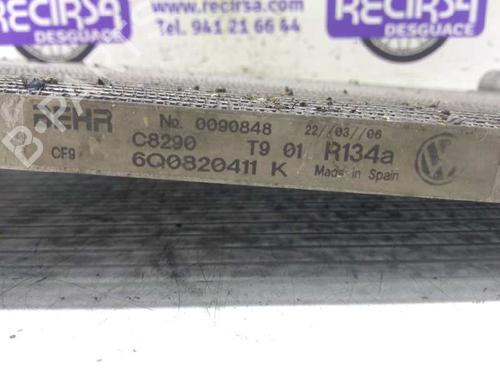 RECIRSA
DESGUACE
www.recirsa.com
Tel. 941 21 66 44
RECIRSA
DESGUACE
BEHR No. 0090848 22//03//06
CF9 C8290 T9 01 R134a
6Q0820411 K Made in Spain